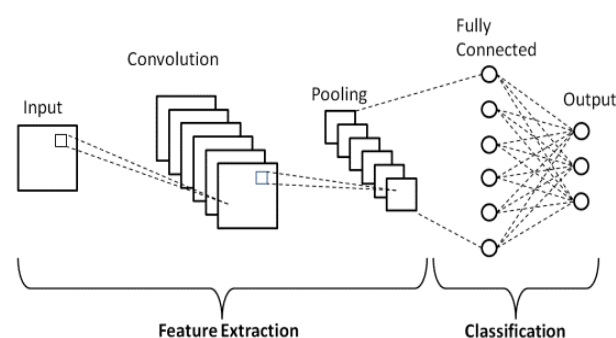 Fully
Connected
Convolution
Pooling
Input
Output
Feature Extraction
Classification